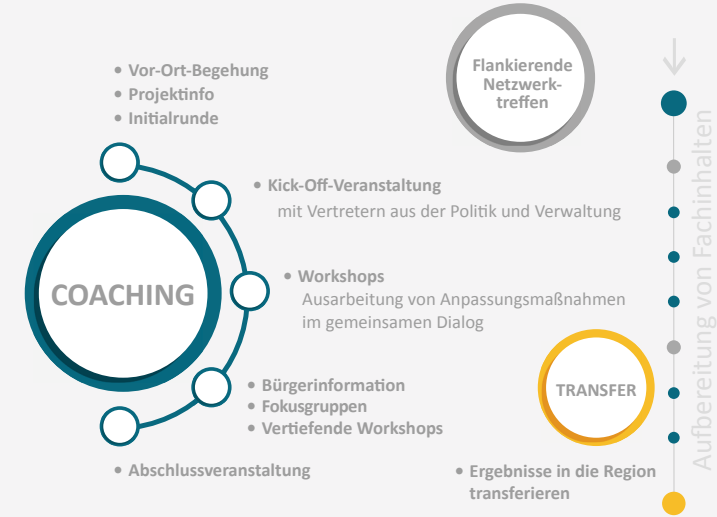 • Vor-Ort-Begehung
• Projektinfo
• Initialrunde
Flankierende
Netzwerk-
treffen
• Kick-Off-Veranstaltung
mit Vertretern aus der Politik und Verwaltung
COACHING
• Workshops
Ausarbeitung von Anpassungsmaßnahmen
im gemeinsamen Dialog
• Bürgerinformation
• Fokusgruppen
• Vertiefende Workshops
• Abschlussveranstaltung
TRANSFER
• Ergebnisse in die Region
transferieren
Aufbereitung von Fachinhalten